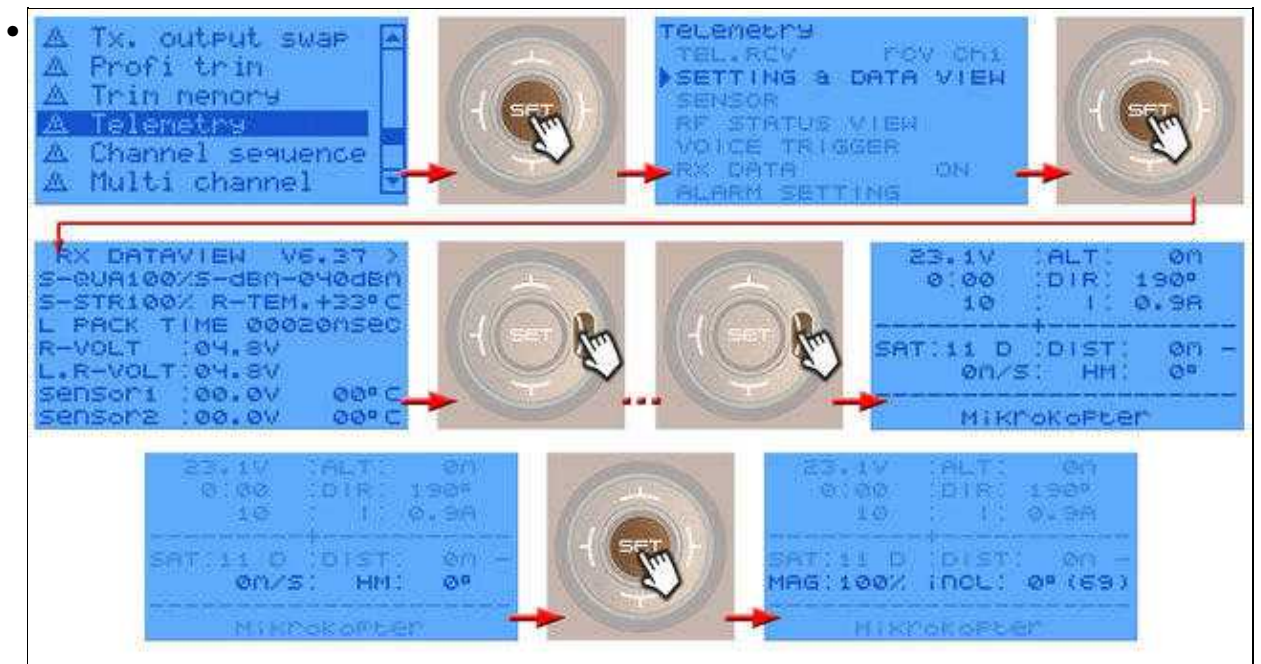 Tx. output swap
Profi trim
Trim memory
Telemetry
Channel sequence
Multi channel
SET
Telemetry
TEL.RCV rcv Ch1
SETTING & DATA VIEW
SENSOR
RF STATUS VIEW
VOICE TRIGGER
RX DATA ON
ALARM SETTING
SET
RX DATAVIEW V6.37 >
S-QUA100%S-dBm-040dBm
S-STR100% R-TEM.+33°C
L PACK TIME 00020msec
R-VOLT :04.8V
L.R-VOLT:04.8V
Sensor1 :00.0V 00°C
Sensor2 :00.0V 00°C
SET
...
SET
23.1V :ALT: 0m
0:00 :DIR: 190°
10 : I: 0.9A
SAT:11 D :DIST: 0m -
0m/s: HM: 0°
MikroKopter
23.1V :ALT: 0m
0:00 :DIR: 190°
10 : I: 0.9A
SAT:11 D :DIST: 0m -
0m/s: HM: 0°
MikroKopter
SET
23.1V :ALT: 0m
0:00 :DIR: 190°
10 : I: 0.9A
SAT:11 D :DIST: 0m -
MAG:100% incl: 0° (69)
MikroKopter